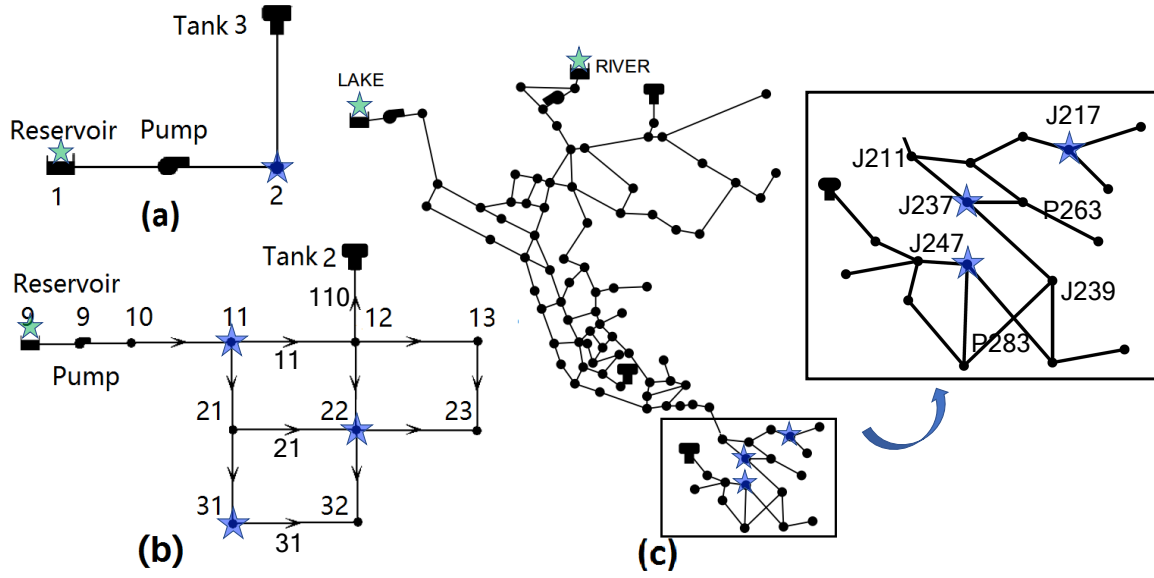 Tank 3
Reservoir
Pump
1
2
(a)
Tank 2
Reservoir
9
9
10
11
110
12
13
11
Pump
21
22
23
21
31
32
31
(b)
LAKE
RIVER
(c)
J217
J211
J237
P263
J247
J239
P283